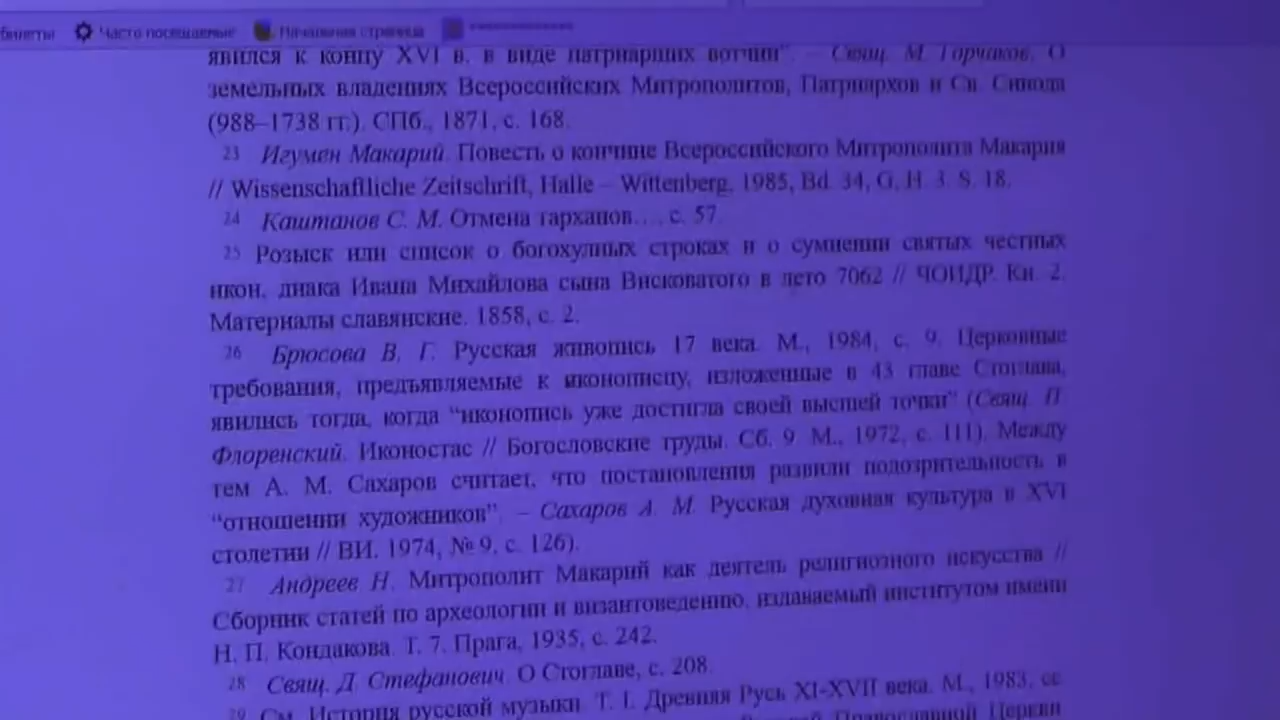 Часто посещаемые Начальная страница
явился к концу XVI в. в виде патриарших вотчин". – Свящ. М. Горчаков. О
земельных владениях Всероссийских Митрополитов, Патриархов и Св. Синода
(988–1738 гг.). СПб., 1871, с. 168.
23 Игумен Макарий. Повесть о кончине Всероссийского Митрополита Макария
// Wissenschaftliche Zeitschrift, Halle – Wittenberg, 1985, Bd. 34, G, H. 3. S. 18.
24 Каштанов С. М. Отмена тарханов..., с. 57.
25 Розыск или список о богохулных строках и о сумнении святых честных
икон, диака Ивана Михайлова сына Висковатого в лето 7062 // ЧОИДР. Кн. 2.
Материалы славянские. 1858, с. 2.
26 Брюсова В. Г. Русская живопись 17 века. М., 1984, с. 9. Церковные
требования, предъявляемые к иконописцу, изложенные в 43 главе Стоглава,
явились тогда, когда “иконопись уже достигла своей высшей точки” (Свящ. П.
Флоренский. Иконостас // Богословские труды. Сб. 9. М., 1972, с. 111). Между
тем А. М. Сахаров считает, что постановления развили подозрительность в
“отношении художников”. – Сахаров А. М. Русская духовная культура в XVI
столетии // ВИ. 1974, № 9, с. 126).
27 Андреев Н. Митрополит Макарий как деятель религиозного искусства //
Сборник статей по археологии и византоведению, издаваемый институтом имени
Н. П. Кондакова. Т. 7. Прага, 1935, с. 242.
28 Свящ. Д. Стефанович. О Стоглаве, с. 208.
29 См. История русской музыки. Т. I. Древняя Русь XI-XVII века. М., 1983, сс
Православной Церкви